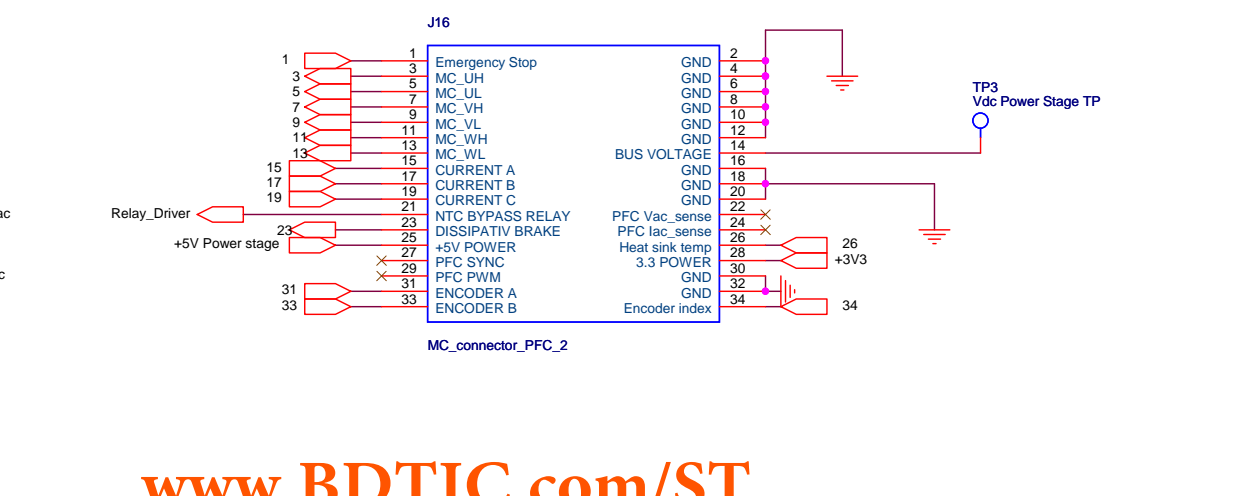 J16
1 1 Emergency Stop GND 2
3 3 MC_UH GND 4
5 5 MC_UL GND 6
7 7 MC_VH GND 8
9 9 MC_VL GND 10
11 11 MC_WH GND 12
13 13 MC_WL BUS VOLTAGE 14
TP3
Vdc Power Stage TP
15 15 CURRENT A GND 16
17 17 CURRENT B GND 18
19 19 CURRENT C GND 20
ac Relay_Driver 21 NTC BYPASS RELAY PFC Vac_sense 22
23 23 DISSIPATIV BRAKE PFC Iac_sense 24
+5V Power stage 25 +5V POWER Heat sink temp 26 26
27 PFC SYNC 3.3 POWER 28 +3V3
c 29 PFC PWM GND 30
31 31 ENCODER A GND 32
33 33 ENCODER B Encoder index 34 34
MC_connector_PFC_2
www.BDTIC.com/ST